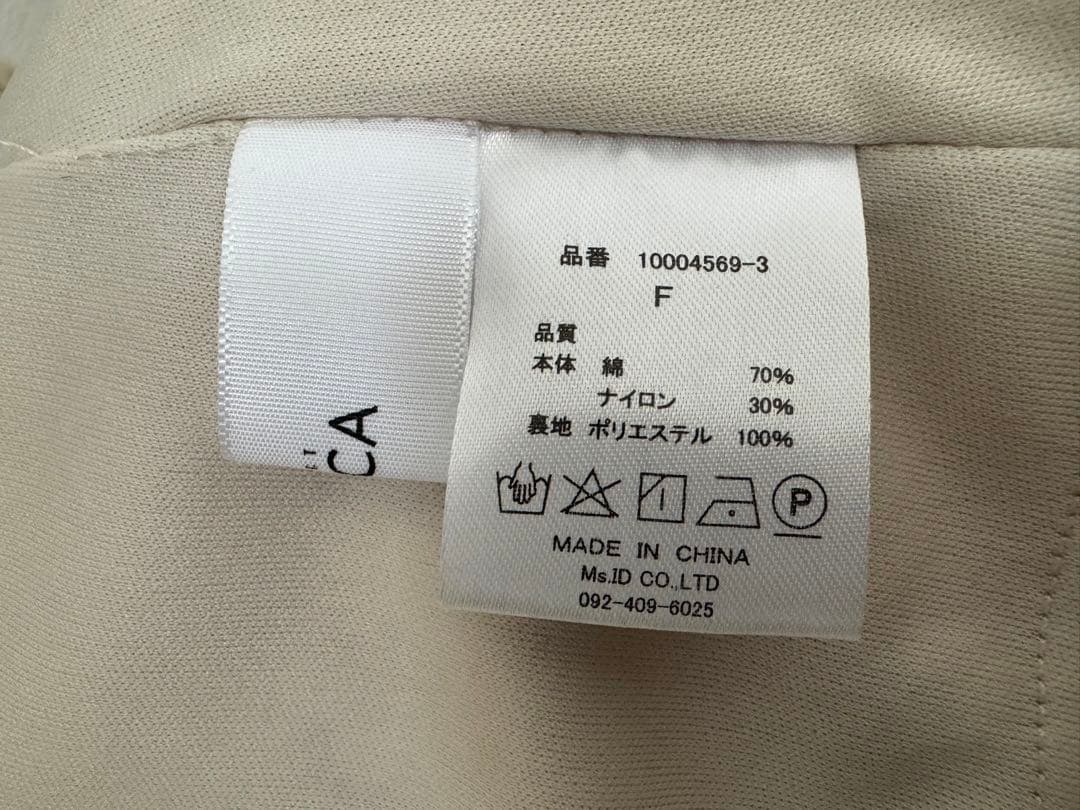 品番 10004569-3
F
品質
本体 綿 70%
ナイロン 30%
裏地 ポリエステル 100%
P
MADE IN CHINA
Ms.ID CO.,LTD
092-409-6025
CA